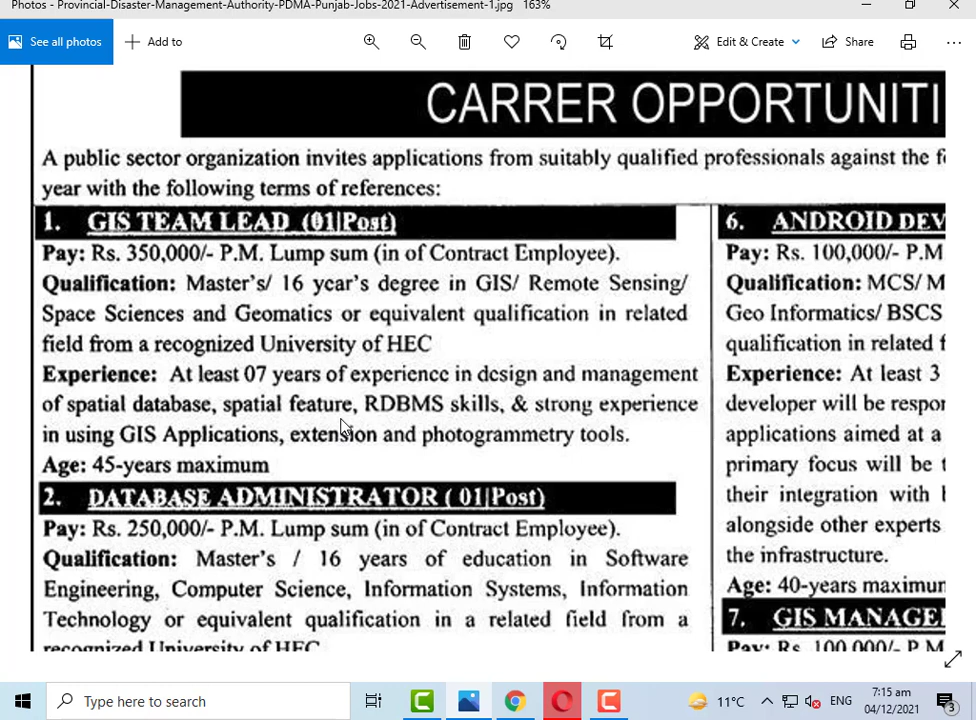 Photos - Provincial-Disaster-Management-Authority-PDMA-Punjab-Jobs-2021-Advertisement-1.jpg 163%
See all photos
Add to
Edit & Create
Share
CARRER OPPORTUNITI
A public sector organization invites applications from suitably qualified professionals against the f
year with the following terms of references:
1. GIS TEAM LEAD (01|Post)
Pay: Rs. 350,000/- P.M. Lump sum (in of Contract Employee).
Qualification: Master's/ 16 year's degree in GIS/ Remote Sensing/
Space Sciences and Geomatics or equivalent qualification in related
field from a recognized University of HEC
Experience: At least 07 years of experience in design and management
of spatial database, spatial feature, RDBMS skills, & strong experience
in using GIS Applications, extension and photogrammetry tools.
Age: 45-years maximum
2. DATABASE ADMINISTRATOR ( 01|Post)
Pay: Rs. 250,000/- P.M. Lump sum (in of Contract Employee).
Qualification: Master's / 16 years of education in Software
Engineering, Computer Science, Information Systems, Information
Technology or equivalent qualification in a related field from a
recognized University of HEC
6. ANDROID DEV
Pay: Rs. 100,000/- P.M
Qualification: MCS/ M
Geo Informatics/ BSCS
qualification in related f
Experience: At least 3
developer will be respor
applications aimed at a
primary focus will be t
their integration with
alongside other experts
the infrastructure.
Age: 40-years maximum
7. GIS MANAGE
Pay: Rs. 100,000/- P.M
Type here to search
11°C
ENG
7:15 am
04/12/2021
3